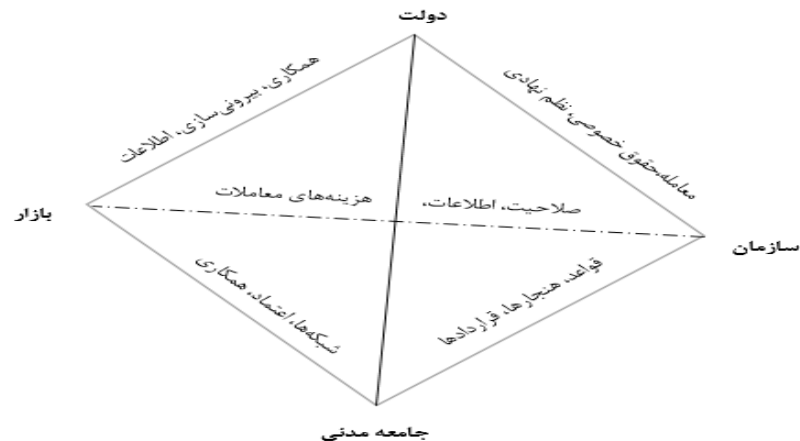 دولت
همکاری، بیرونی‌سازی، اطلاعات
معامله،حقوق خصوصی، نظم نهادی
هزینه‌های معاملات
صلاحیت، اطلاعات،
بازار
سازمان
شبکه‌ها، اعتماد، همکاری
قواعد، هنجارها، قراردادها
جامعه مدنی